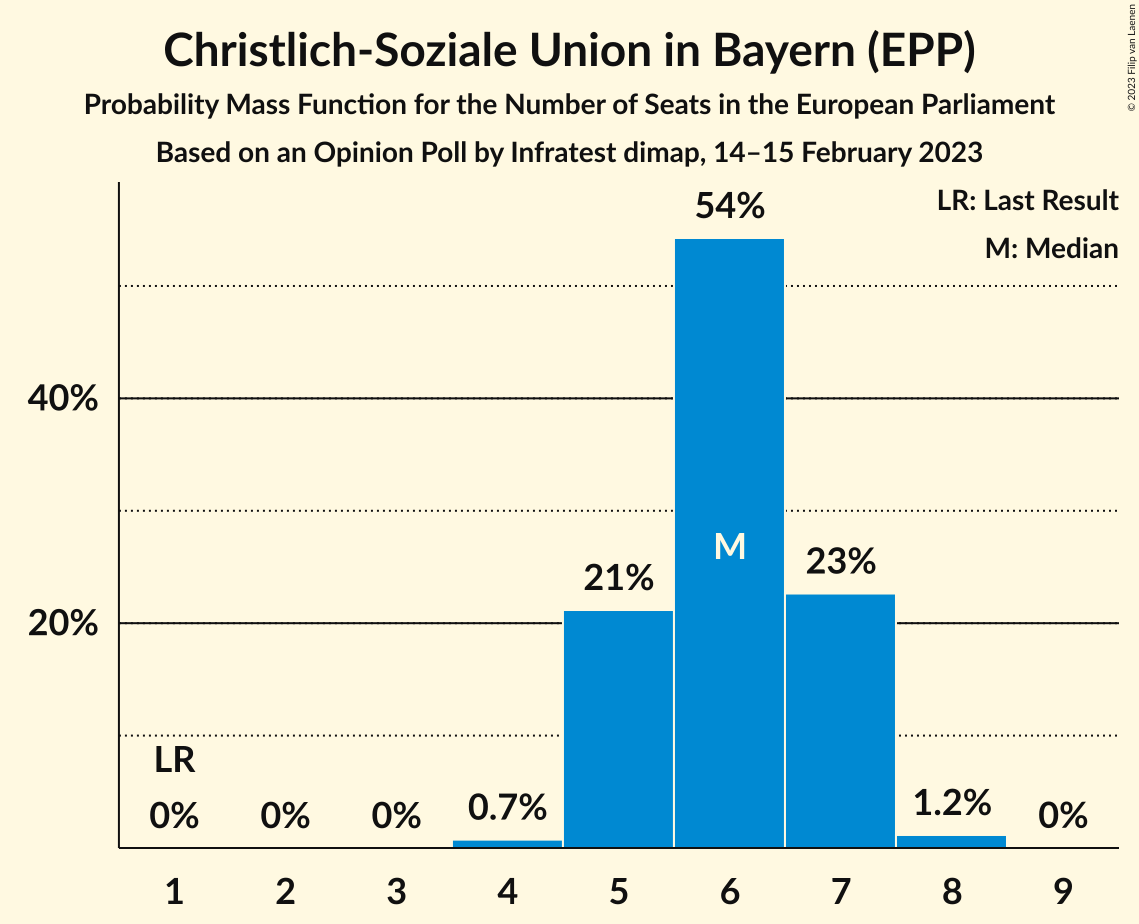 Christlich-Soziale Union in Bayern (EPP)
Probability Mass Function for the Number of Seats in the European Parliament
Based on an Opinion Poll by Infratest dimap, 14–15 February 2023
© 2023 Filip van Laenen
LR: Last Result
M: Median
54%
40%
M
23%
21%
20%
LR
0%
0%
0%
0.7%
1.2%
0%
1 2 3 4 5 6 7 8 9